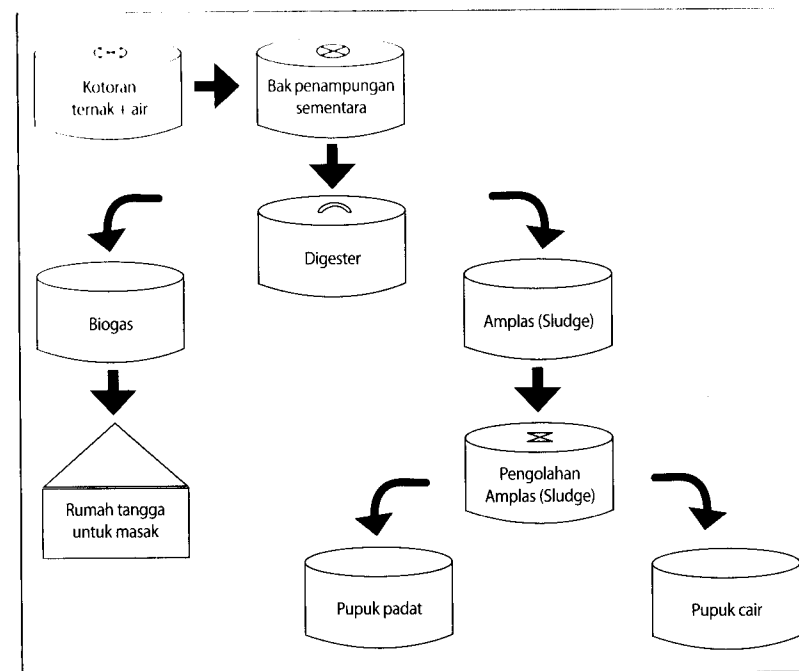 Kotoran
ternak + air
Bak penampungan
sementara
Digester
Biogas
Amplas (Sludge)
Rumah tangga
untuk masak
Pengolahan
Amplas (Sludge)
Pupuk padat
Pupuk cair